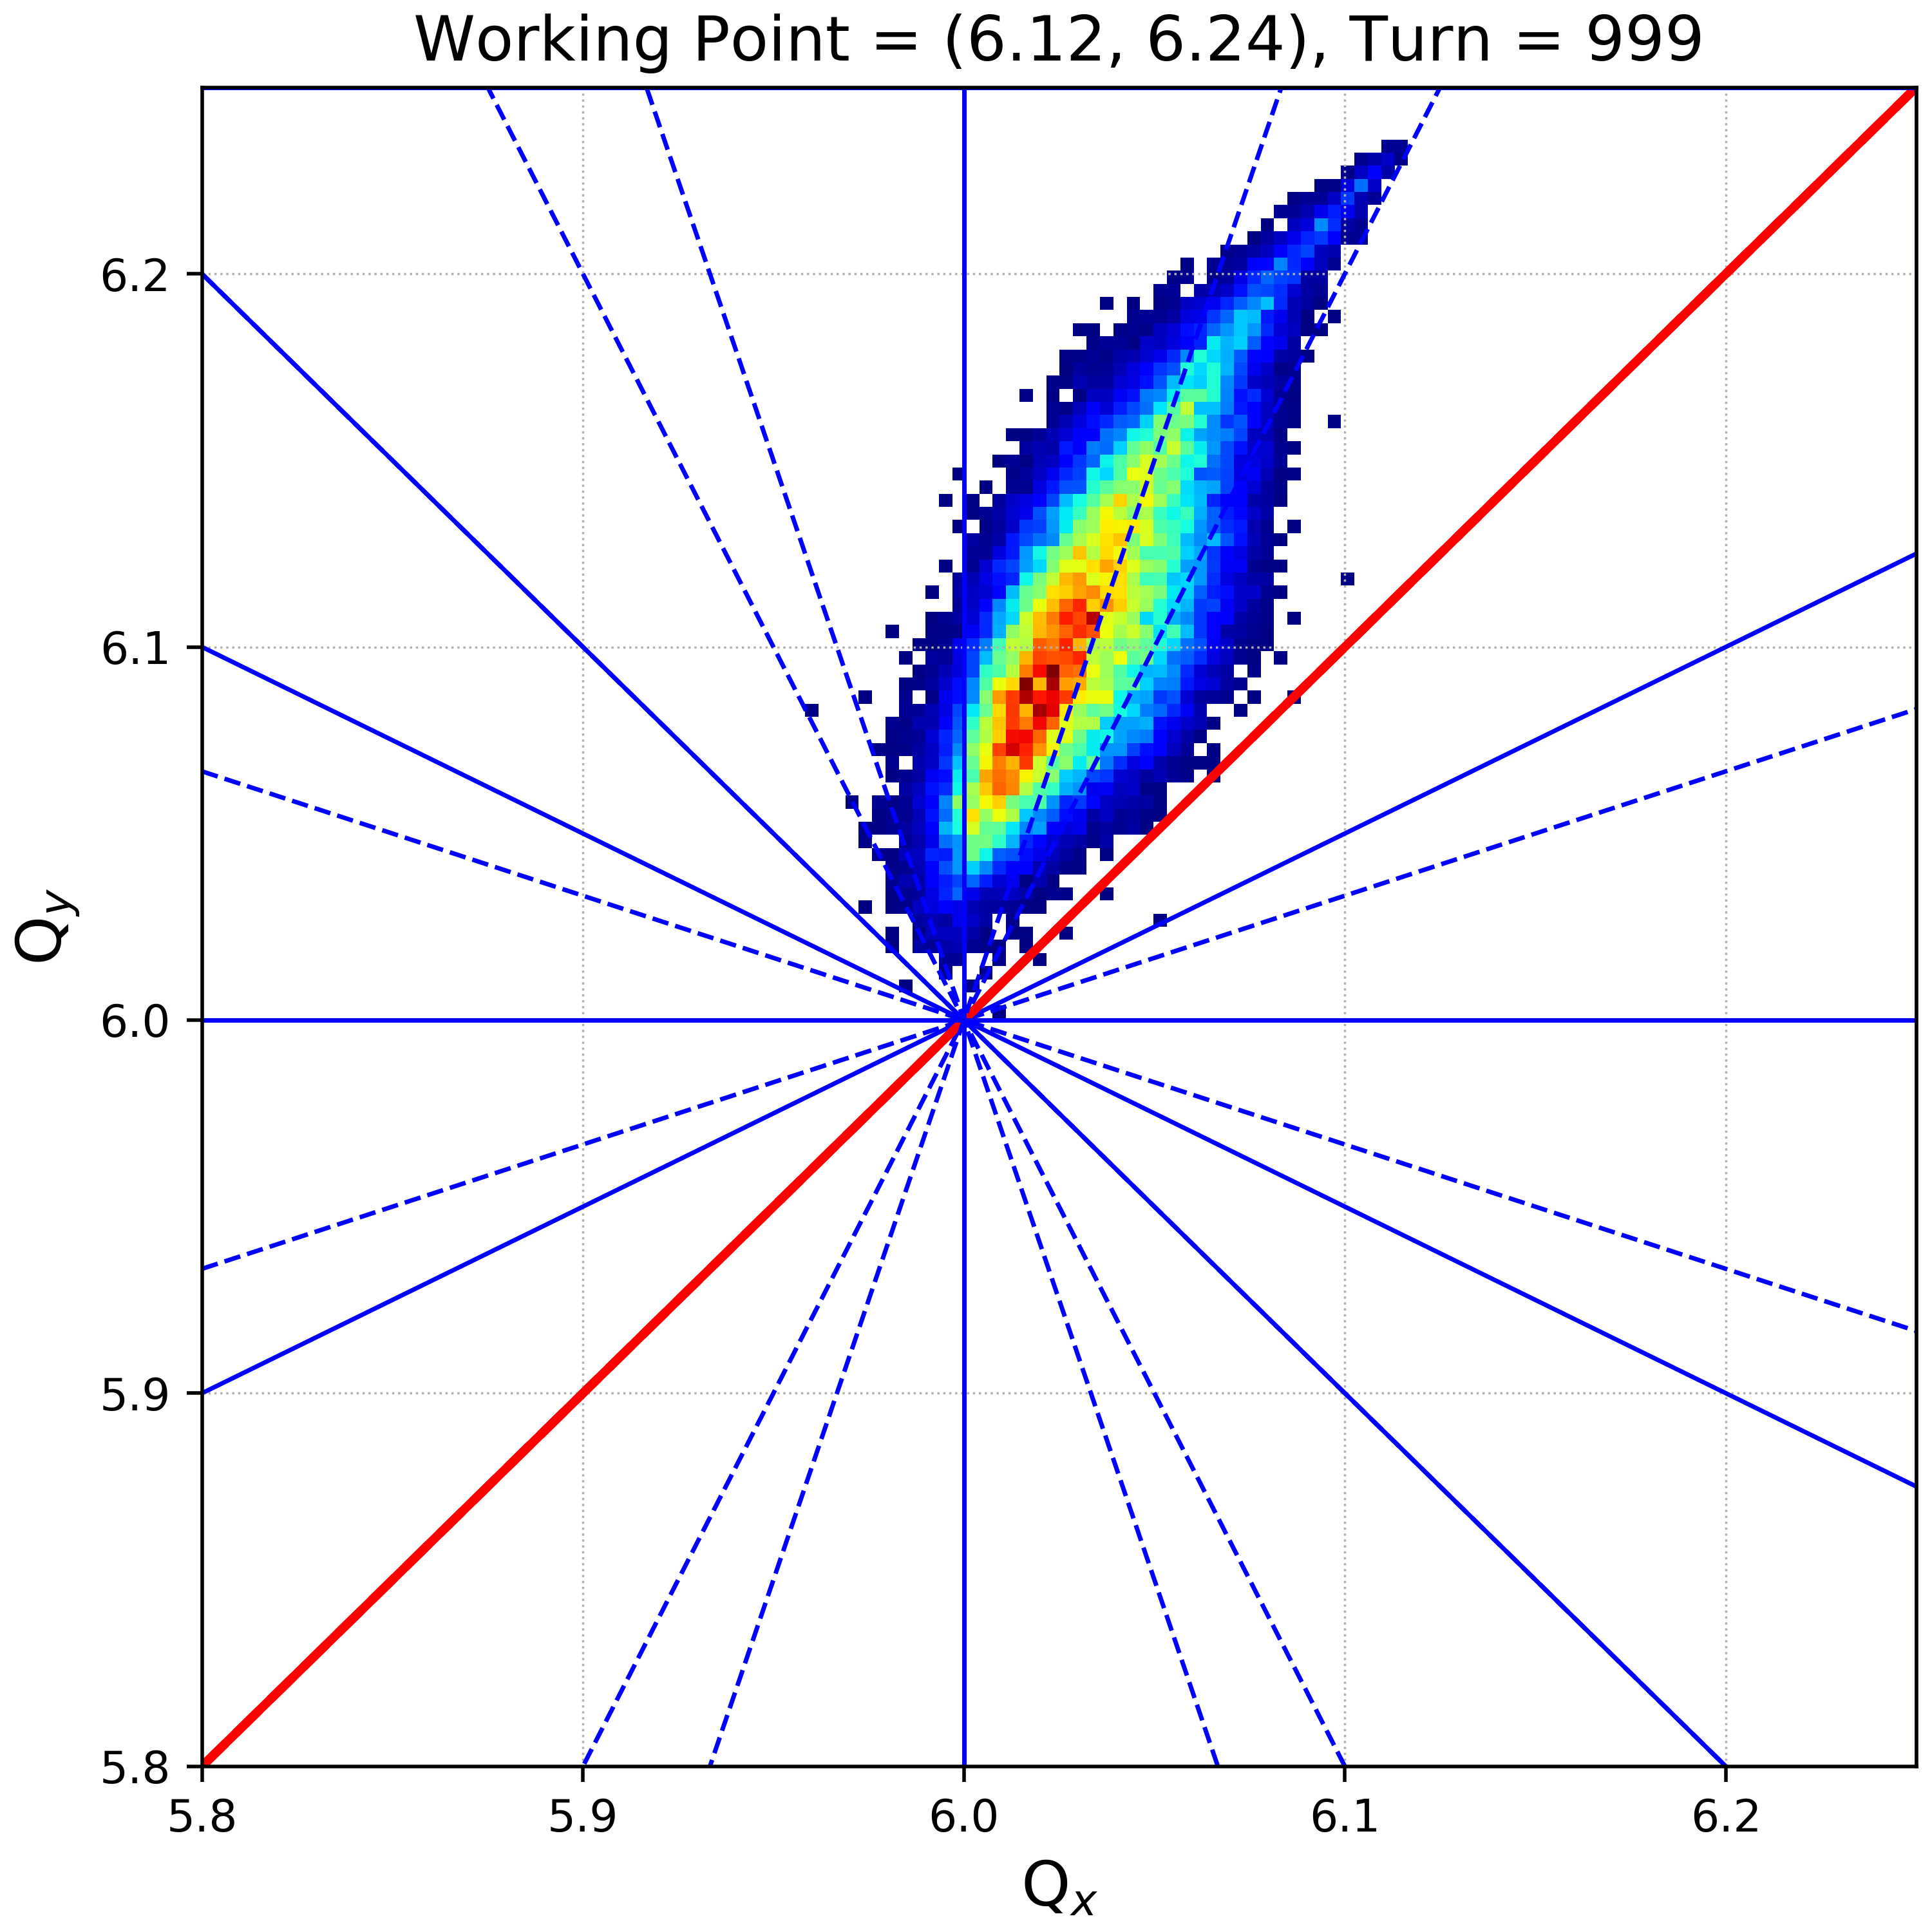 Working Point = (6.12, 6.24), Turn = 999
6.2
6.1
6.0
5.9
5.8
Qy
5.8 5.9 6.0 6.1 6.2
Qx